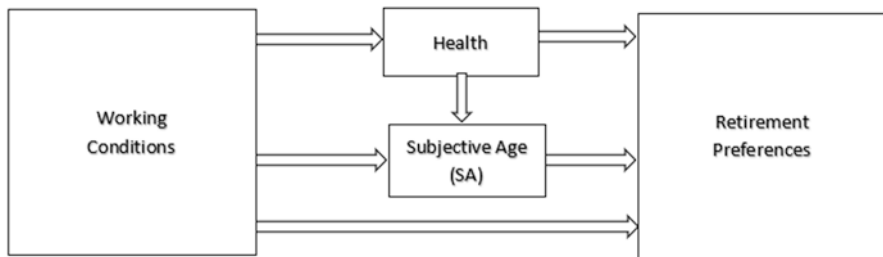 Health
Working
Conditions
Subjective Age
(SA)
Retirement
Preferences